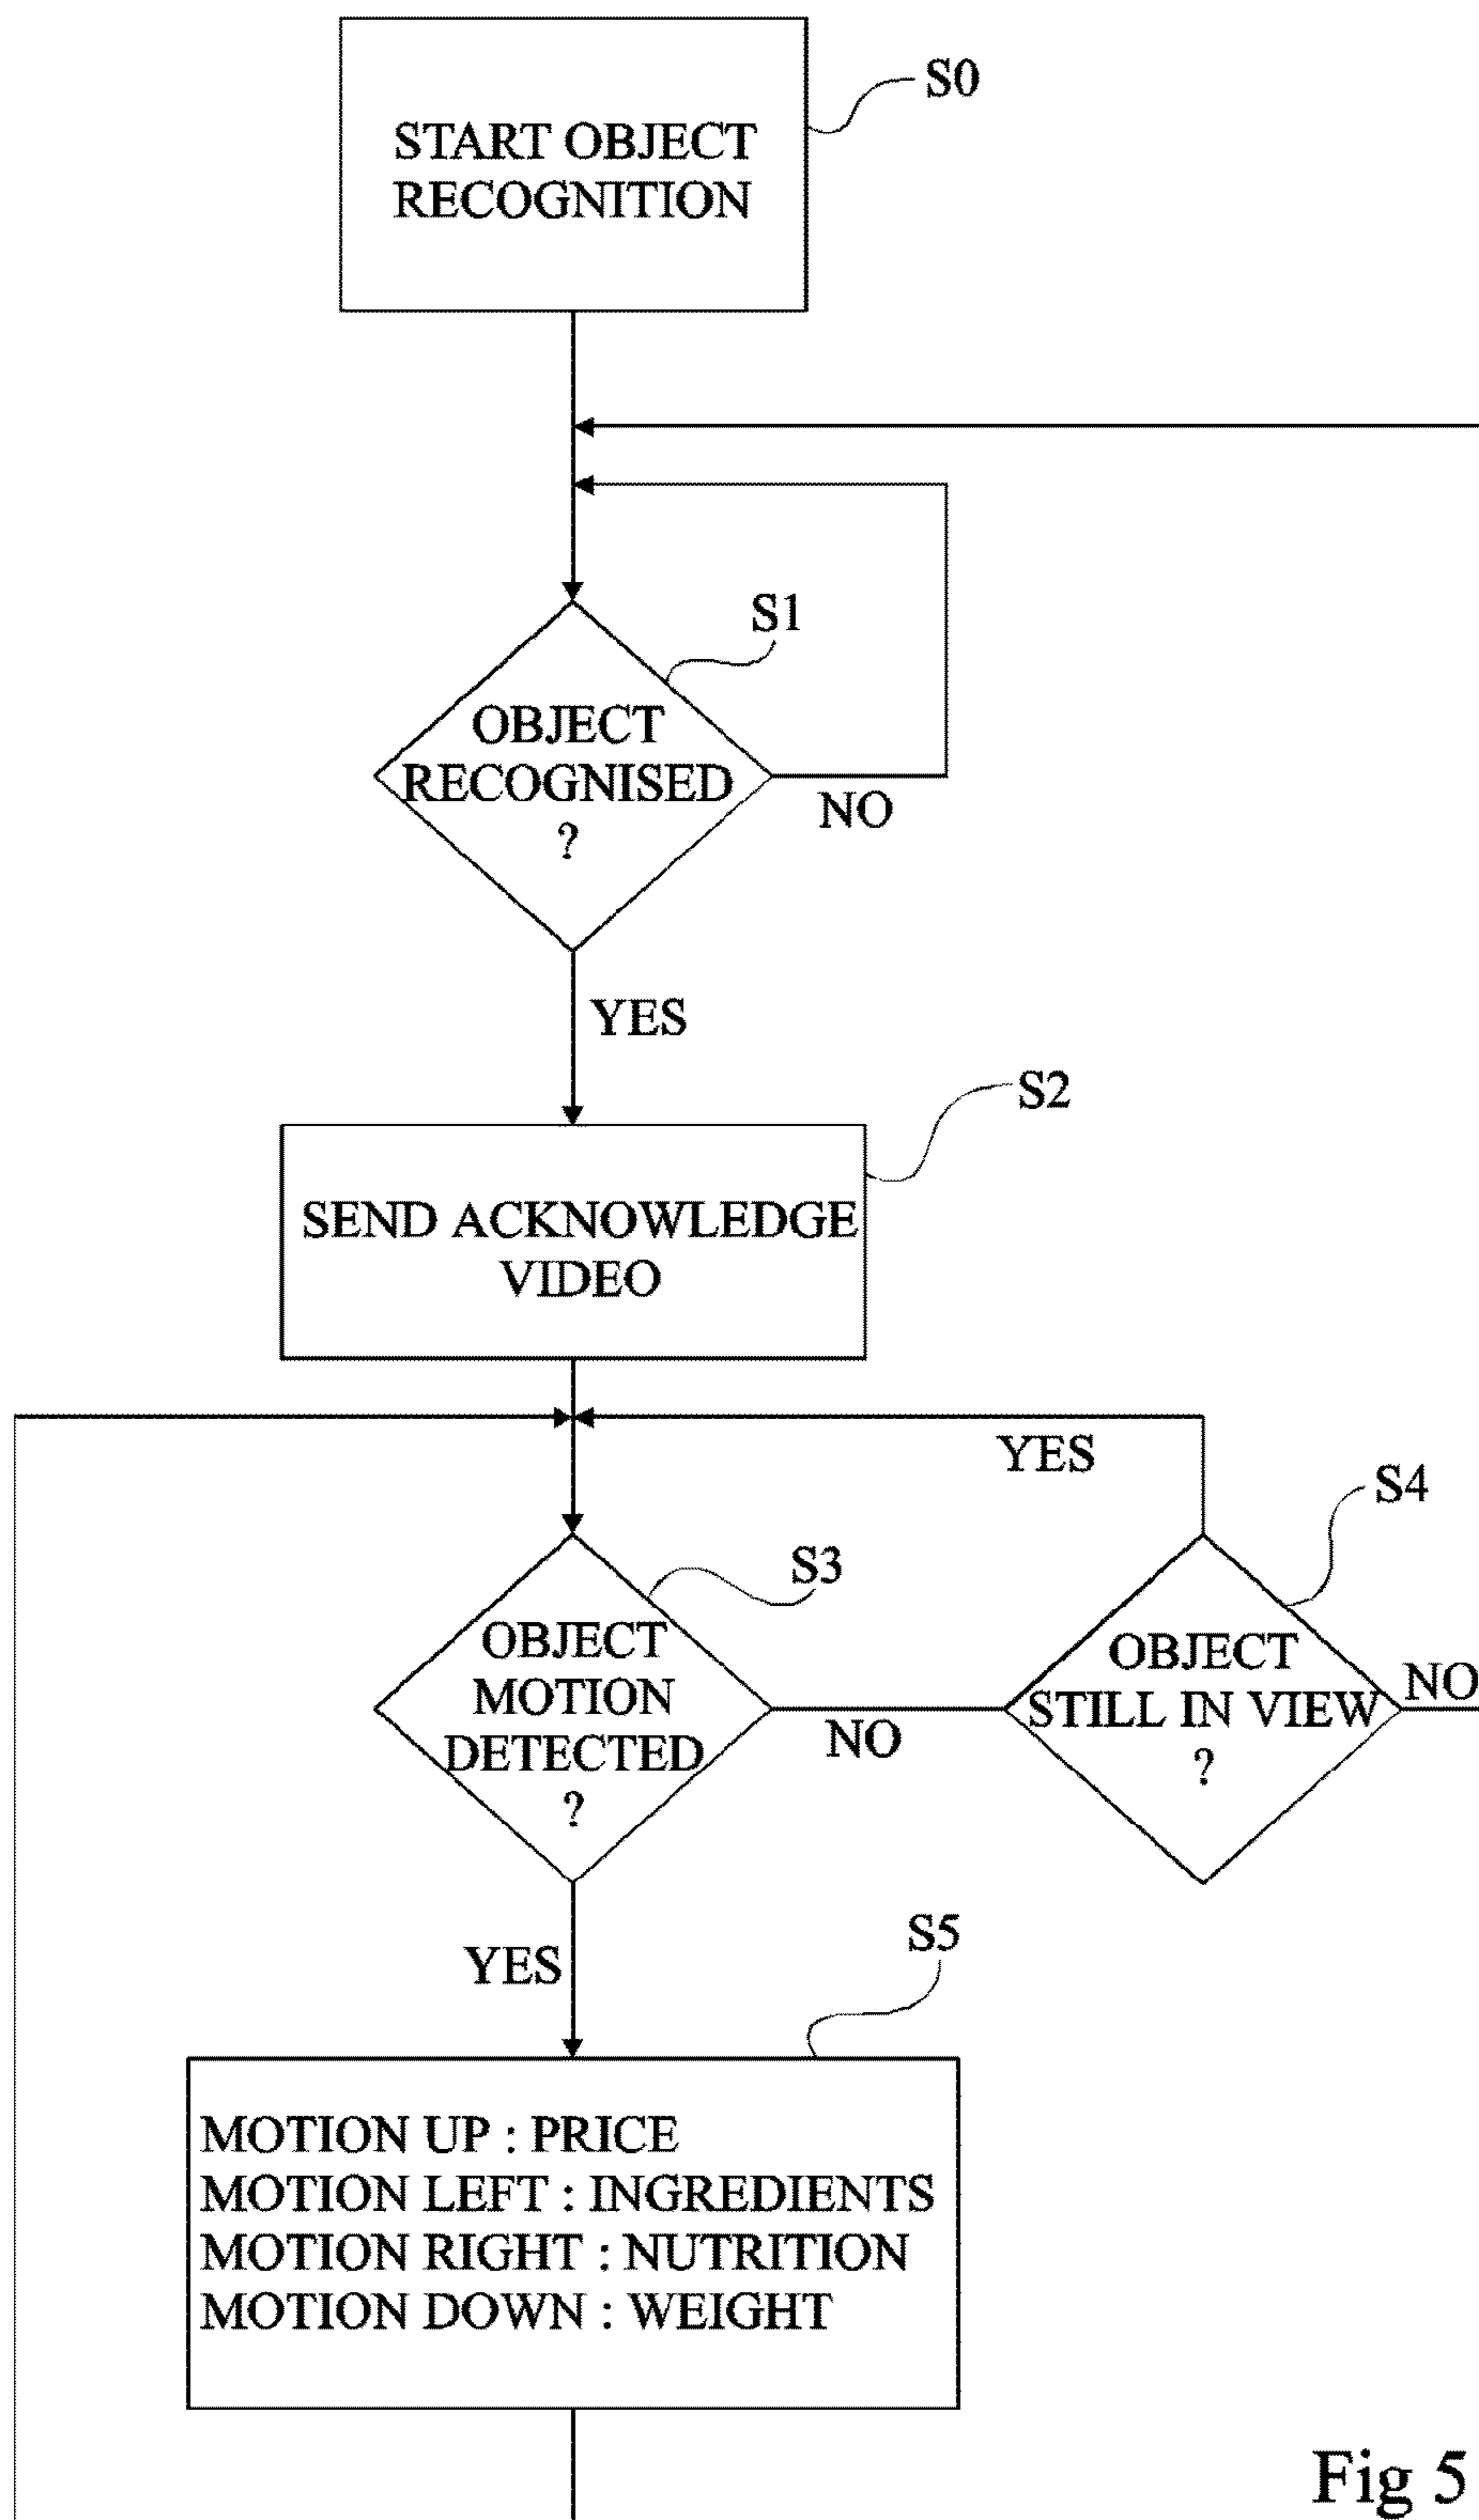 START OBJECT
RECOGNITION
S0
S1
OBJECT
RECOGNISED
?
NO
YES
S2
SEND ACKNOWLEDGE
VIDEO
YES
S3
S4
OBJECT
MOTION
DETECTED
?
NO
OBJECT
STILL IN VIEW
?
NO
YES
S5
MOTION UP : PRICE
MOTION LEFT : INGREDIENTS
MOTION RIGHT : NUTRITION
MOTION DOWN : WEIGHT
Fig 5